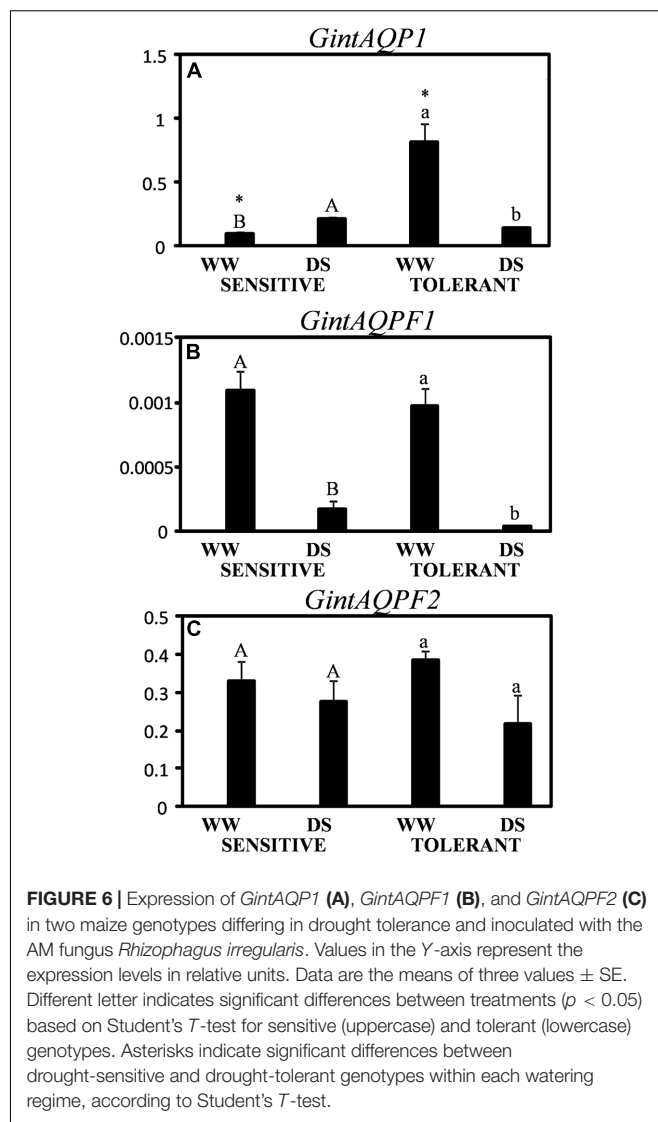 GintAQP1
A
1.5
1
0.5
0
*
B
A
*
a
b
WW DS WW DS
SENSITIVE TOLERANT
GintAQPF1
B
0.0015
0.001
0.0005
0
A
B
a
b
WW DS WW DS
SENSITIVE TOLERANT
GintAQPF2
C
0.5
0.4
0.3
0.2
0.1
0
A
A
a
a
WW DS WW DS
SENSITIVE TOLERANT
FIGURE 6 | Expression of GintAQP1 (A), GintAQPF1 (B), and GintAQPF2 (C)
in two maize genotypes differing in drought tolerance and inoculated with the
AM fungus Rhizophagus irregularis. Values in the Y-axis represent the
expression levels in relative units. Data are the means of three values ± SE.
Different letter indicates significant differences between treatments (p < 0.05)
based on Student's T-test for sensitive (uppercase) and tolerant (lowercase)
genotypes. Asterisks indicate significant differences between
drought-sensitive and drought-tolerant genotypes within each watering
regime, according to Student's T-test.